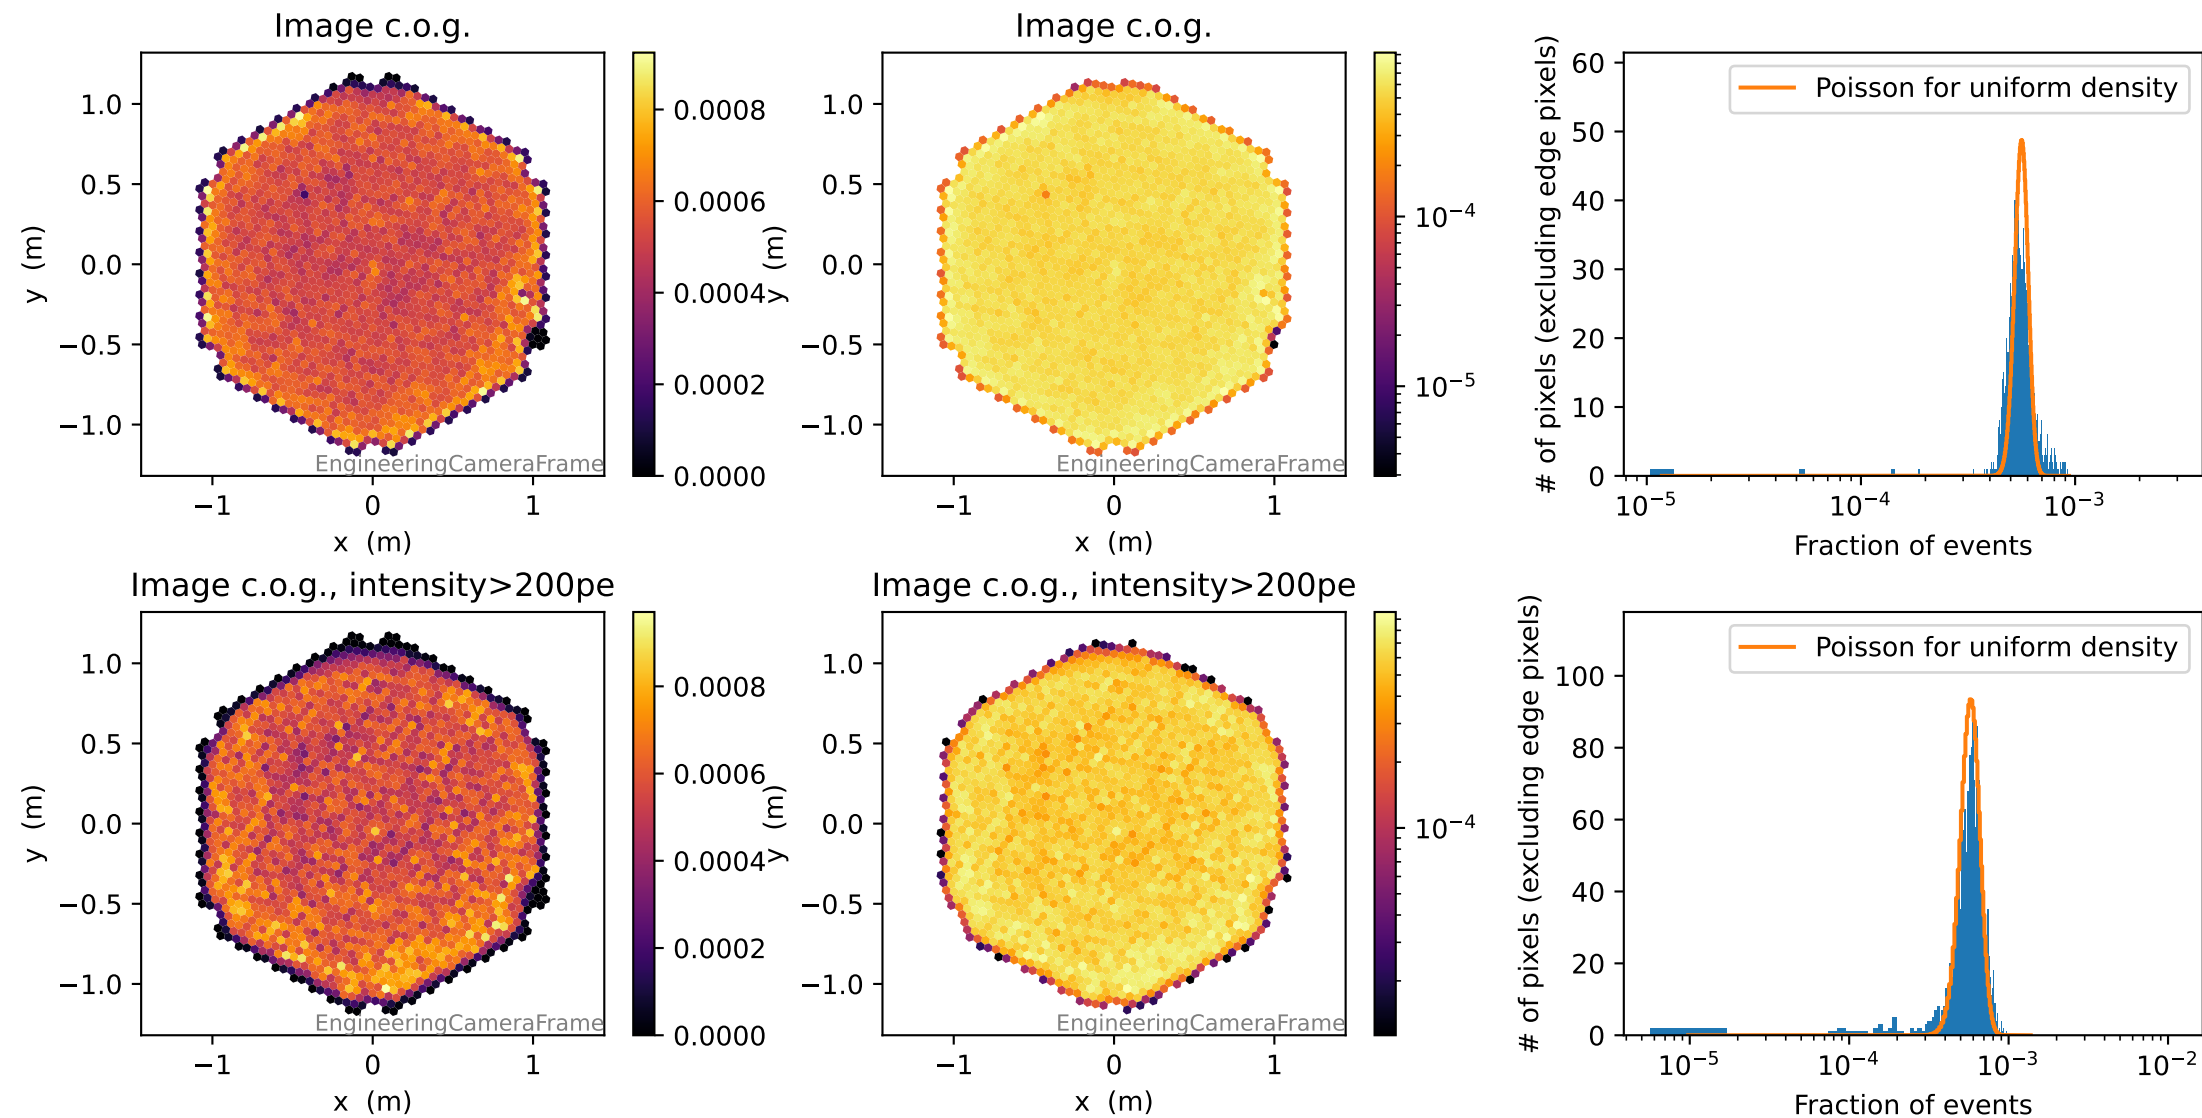 Image c.o.g.
1.0
0.5
0.0
−0.5
−1.0
y (m)
−1
0
1
x (m)
EngineeringCameraFrame
0.0008
0.0006
0.0004
0.0002
0.0000
Image c.o.g.
1.0
0.5
0.0
−0.5
−1.0
y (m)
−1
0
1
x (m)
EngineeringCameraFrame
10⁻⁴
10⁻⁵
Poisson for uniform density
60
50
40
30
20
10
0
# of pixels (excluding edge pixels)
10⁻⁵
10⁻⁴
10⁻³
Fraction of events
Image c.o.g., intensity>200pe
1.0
0.5
0.0
−0.5
−1.0
y (m)
−1
0
1
x (m)
EngineeringCameraFrame
0.0008
0.0006
0.0004
0.0002
0.0000
Image c.o.g., intensity>200pe
1.0
0.5
0.0
−0.5
−1.0
y (m)
−1
0
1
x (m)
EngineeringCameraFrame
10⁻⁴
Poisson for uniform density
100
80
60
40
20
0
# of pixels (excluding edge pixels)
10⁻⁵
10⁻⁴
10⁻³
10⁻²
Fraction of events